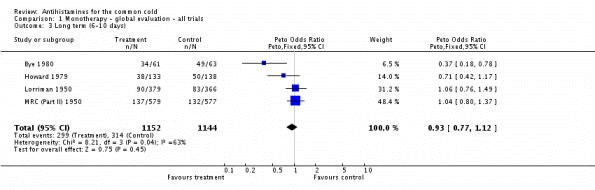 Review: Antihistamines for the common cold
Comparison: 1 Monotherapy - global evaluation - all trials
Outcome: 3 Long term (6-10 days)
Study or subgroup Treatment Control Peto Odds Ratio Weight Peto Odds Ratio
n/N n/N Peto,Fixed,95% CI Peto,Fixed,95% CI
Bye 1980 34/61 49/63 6.5 % 0.37 [ 0.18, 0.78 ]
Howard 1979 38/133 50/138 14.0 % 0.71 [ 0.42, 1.17 ]
Lorriman 1950 90/379 83/366 31.2 % 1.06 [ 0.76, 1.49 ]
MRC (Part II) 1950 137/579 132/577 48.4 % 1.04 [ 0.80, 1.37 ]
Total (95% CI) 1152 1144 100.0 % 0.93 [ 0.77, 1.12 ]
Total events: 299 (Treatment), 314 (Control)
Heterogeneity: Chi² = 8.21, df = 3 (P = 0.04); I² =63%
Test for overall effect: Z = 0.75 (P = 0.45)
0.1 0.2 0.5 1 2 5 10
Favours treatment Favours control